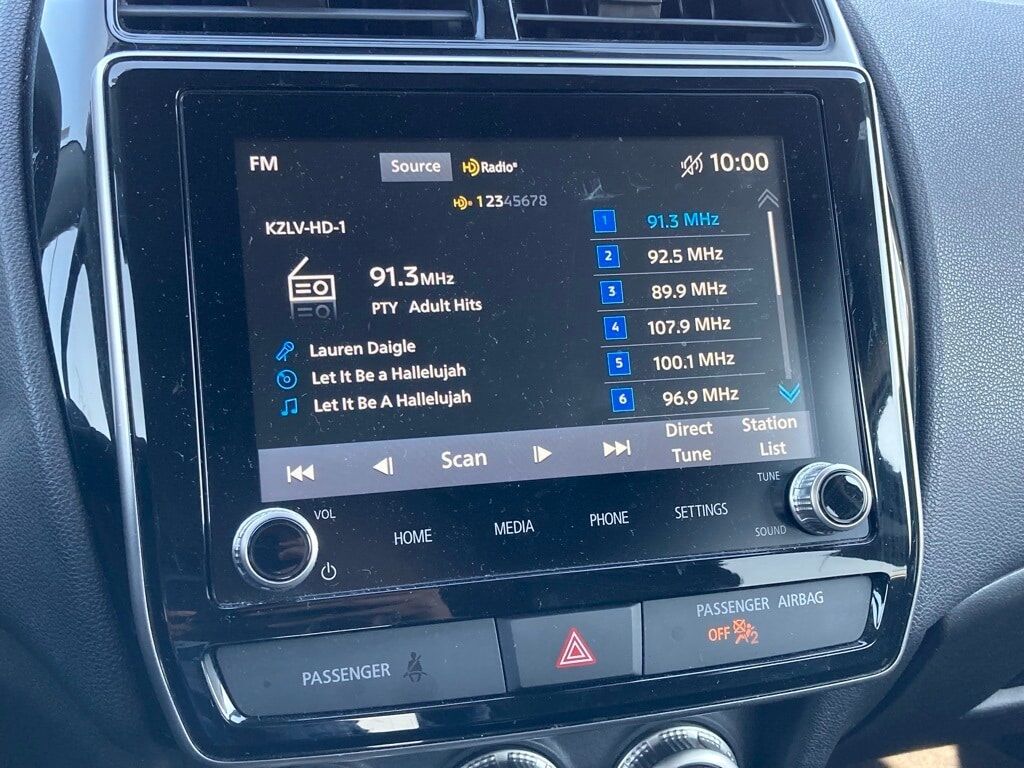 FM
Source
HD Radio®
10:00
HD 12345678
KZLV-HD-1
91.3 MHz
PTY Adult Hits
Lauren Daigle
Let It Be a Hallelujah
Let It Be A Hallelujah
1 91.3 MHz
2 92.5 MHz
3 89.9 MHz
4 107.9 MHz
5 100.1 MHz
6 96.9 MHz
Scan
Direct
Tune
Station
List
VOL
HOME
MEDIA
PHONE
SETTINGS
TUNE
SOUND
PASSENGER
PASSENGER AIRBAG
OFF 2